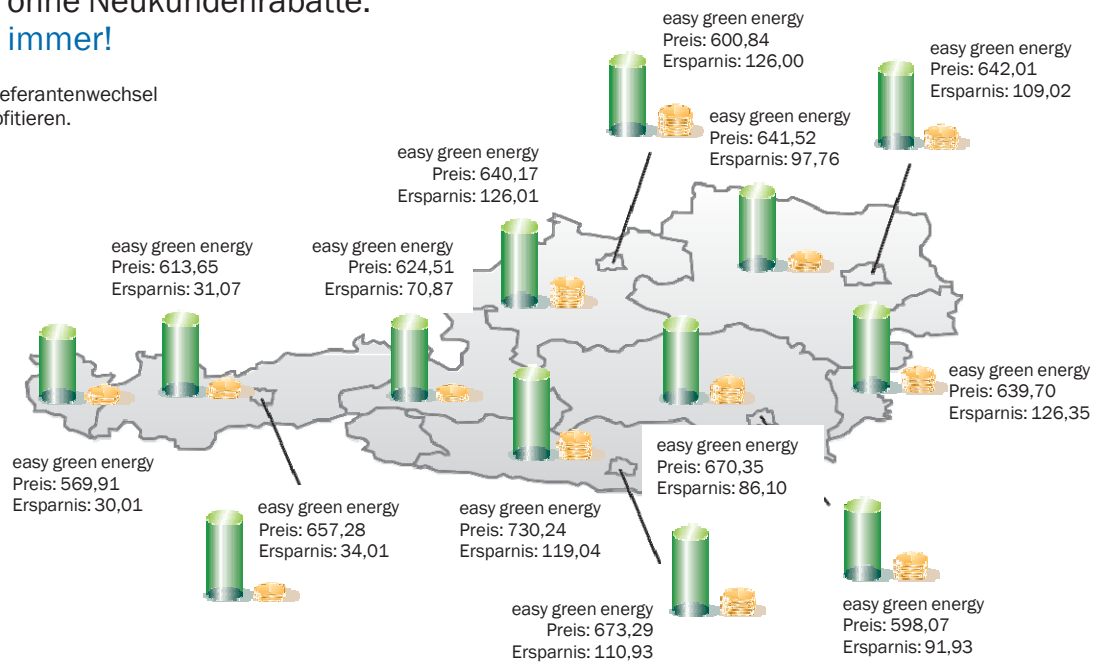 ohne Neukundenrabatte.
immer!
eferantenwechsel
ofitieren.
easy green energy
Preis: 600,84
Ersparnis: 126,00
easy green energy
Preis: 642,01
Ersparnis: 109,02
easy green energy
Preis: 641,52
Ersparnis: 97,76
easy green energy
Preis: 640,17
Ersparnis: 126,01
easy green energy
Preis: 613,65
Ersparnis: 31,07
easy green energy
Preis: 624,51
Ersparnis: 70,87
easy green energy
Preis: 639,70
Ersparnis: 126,35
easy green energy
Preis: 670,35
Ersparnis: 86,10
easy green energy
Preis: 569,91
Ersparnis: 30,01
easy green energy
Preis: 657,28
Ersparnis: 34,01
easy green energy
Preis: 730,24
Ersparnis: 119,04
easy green energy
Preis: 673,29
Ersparnis: 110,93
easy green energy
Preis: 598,07
Ersparnis: 91,93